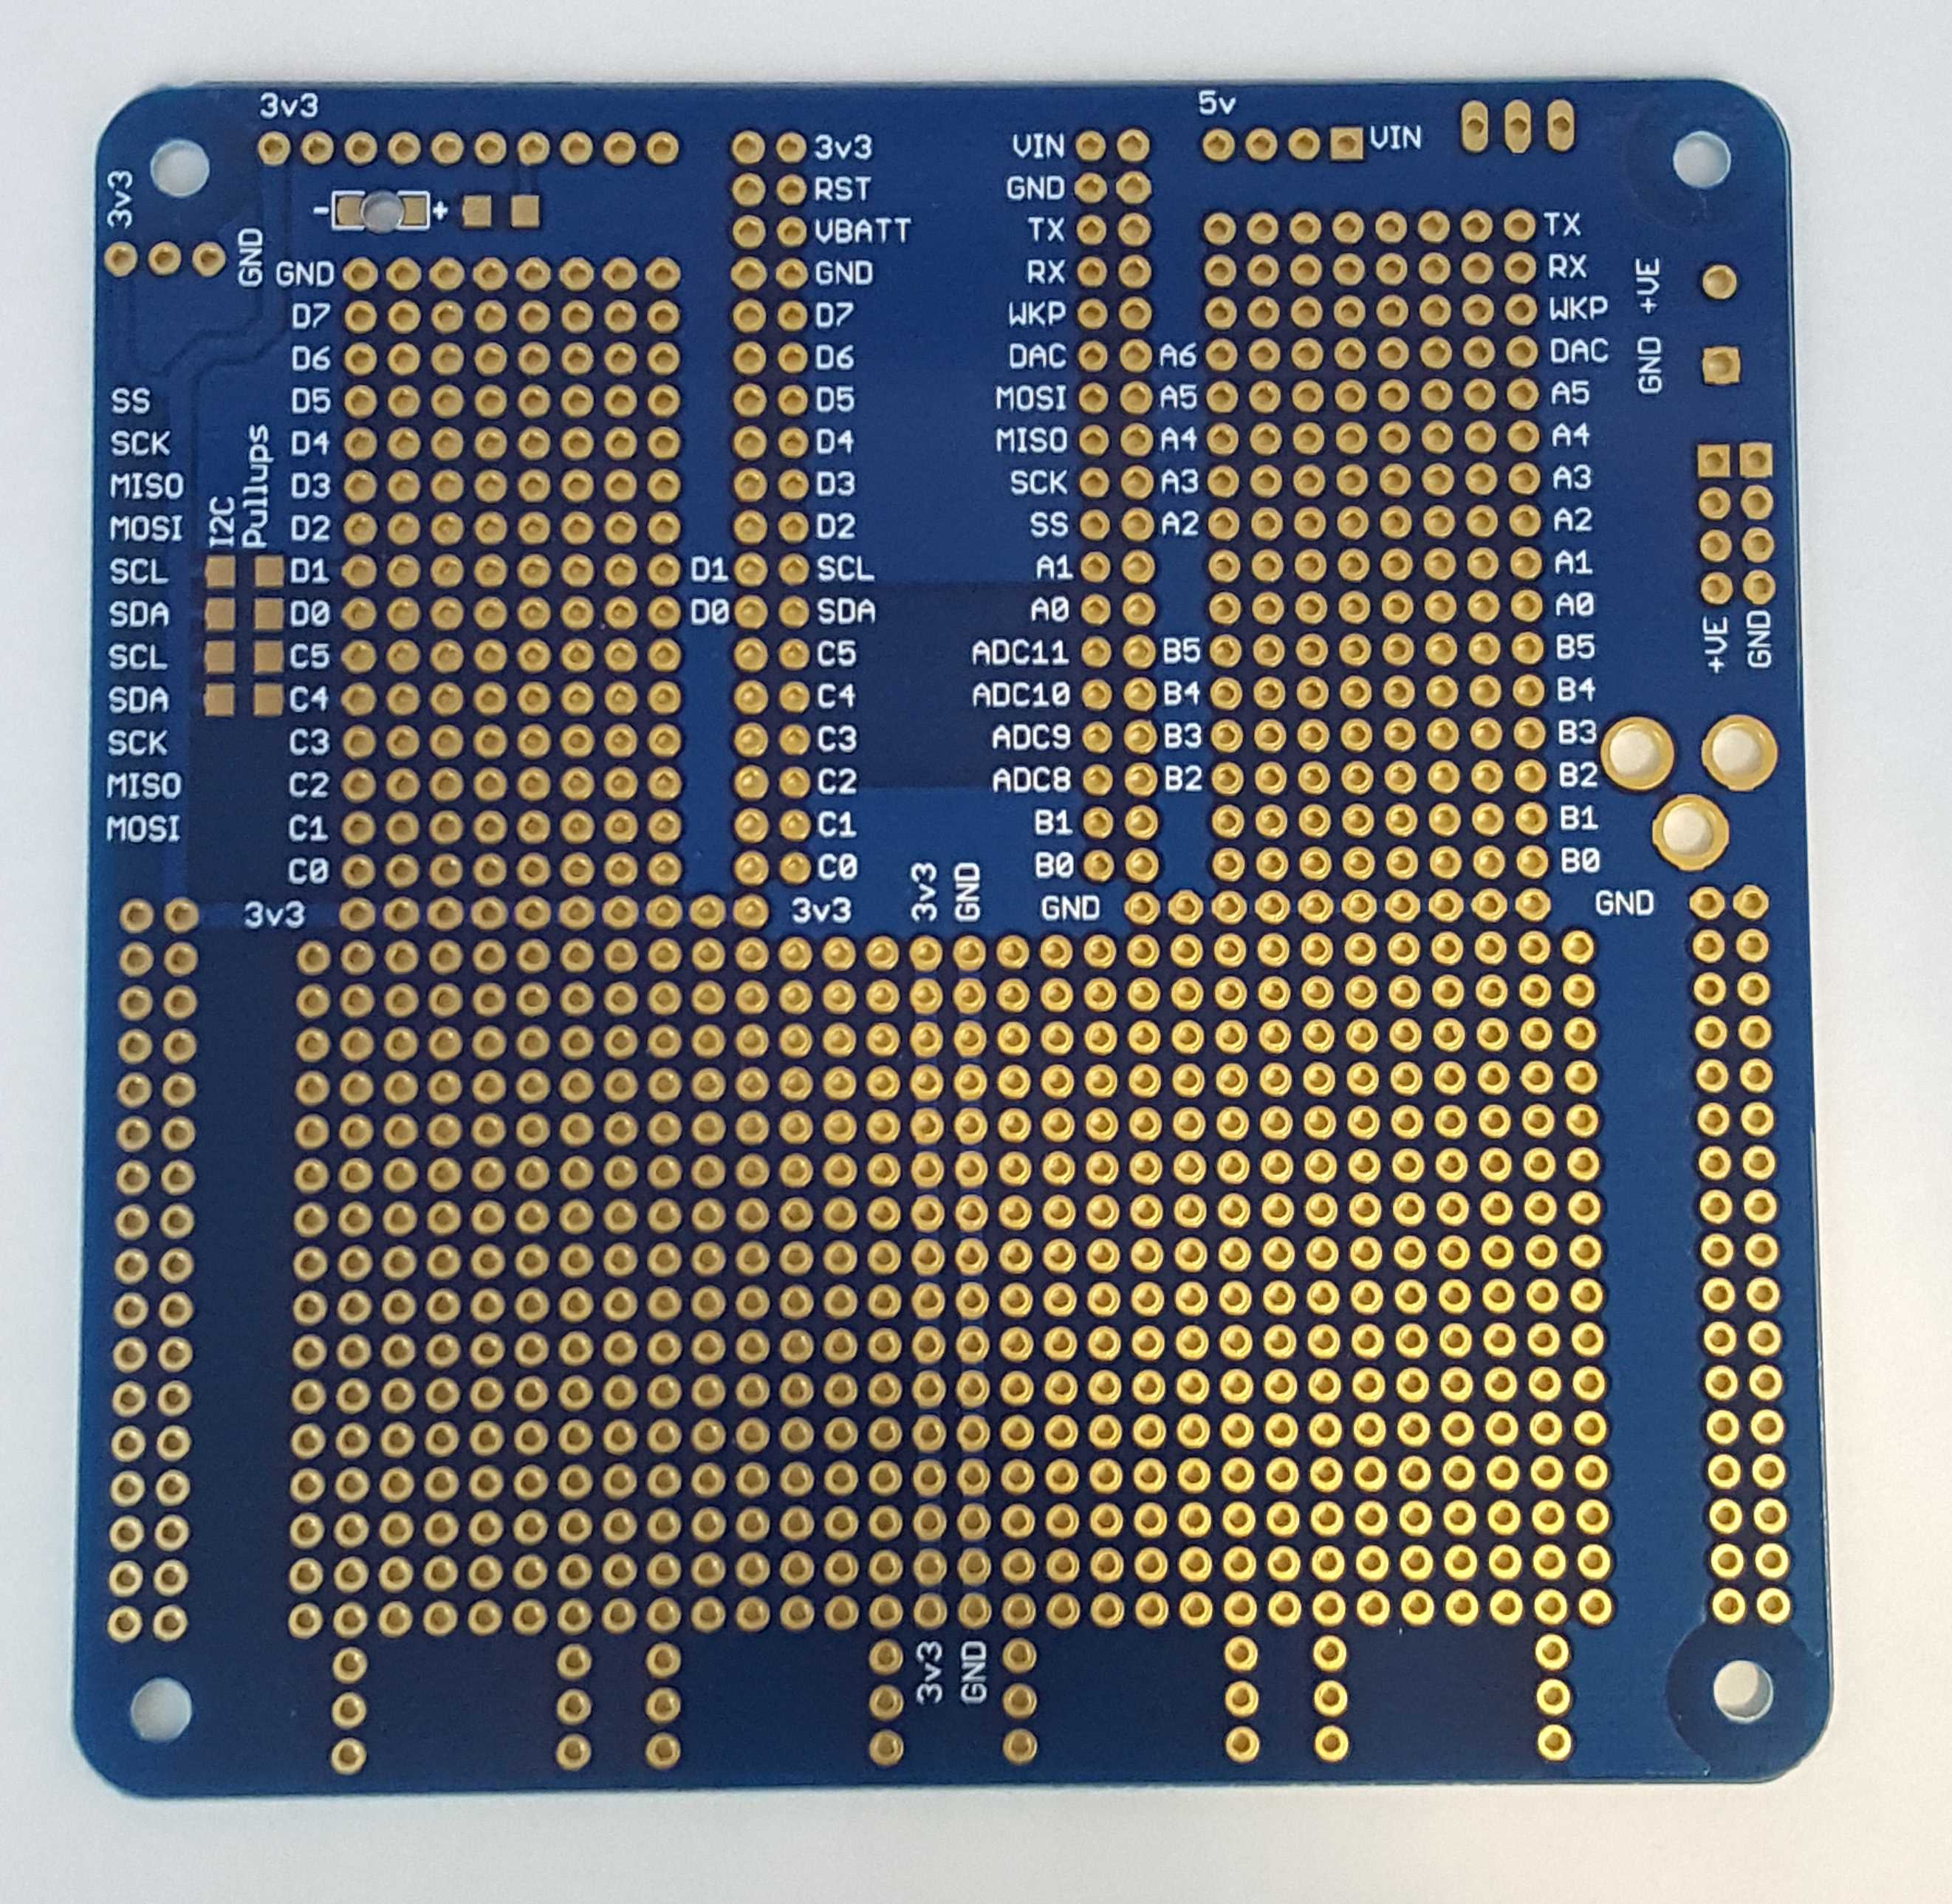 3v3 5v
3v3 VIN GND 3v3 VIN
- + RST GND
VBATT TX TX
GND GND RX RX +VE
D7 D7 WKP WKP
D6 D6 DAC A6 DAC GND
SS D5 D5 MOSI A5 A5
SCK D4 D4 MISO A4 A4
MISO D3 D3 SCK A3 A3
MOSI I2C Pullups D2 D2 SS A2 A2
SCL D1 D1 SCL A1 A1
SDA D0 D0 SDA A0 A0
SCL C5 C5 ADC11 B5 B5 +VE GND
SDA C4 C4 ADC10 B4 B4
SCK C3 C3 ADC9 B3 B3
MISO C2 C2 ADC8 B2 B2
MOSI C1 C1 B1 B1
C0 C0 B0 B0
3v3 3v3 3v3 GND GND GND
3v3 GND